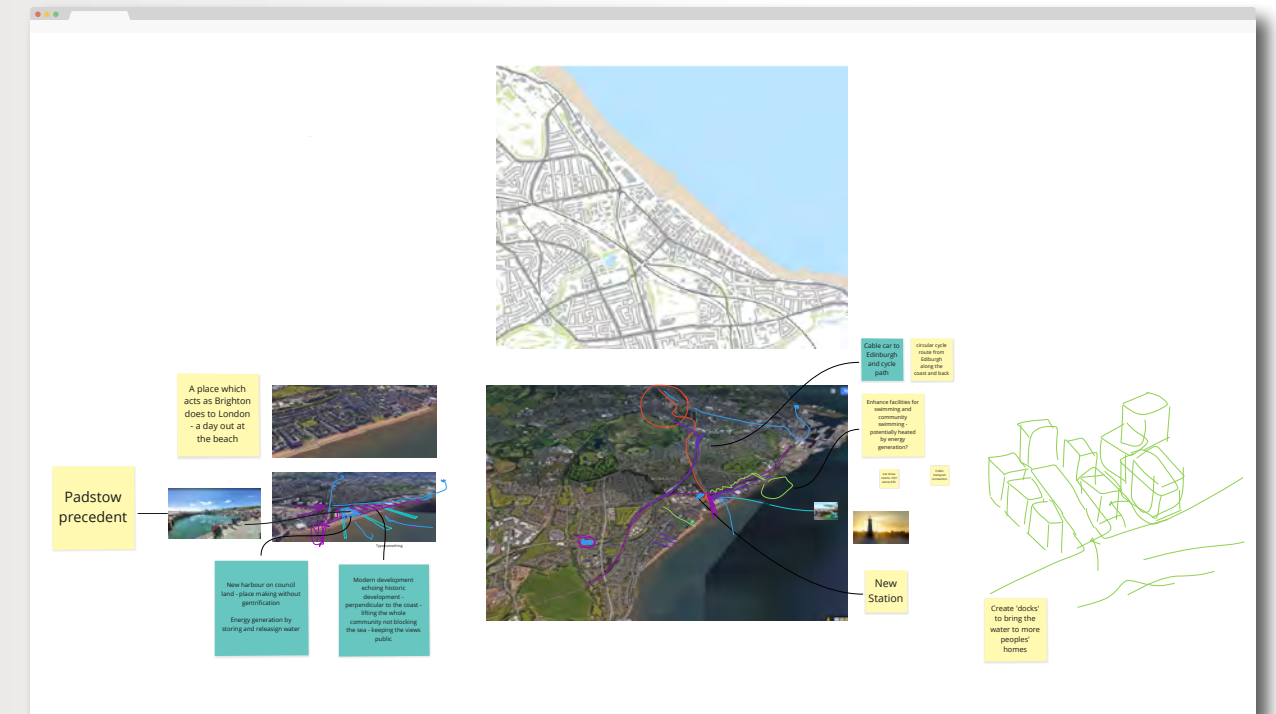 Cable car to
Edinburgh
and cycle
path
circular cycle
route from
Ediburgh
along the
coast and back
A place which
acts as Brighton
does to London
- a day out at
the beach
Enhance facilities for
swimming and
community
swimming -
potentially heated
by energy
generation?
Padstow
precedent
Type something
New harbour on council
land - place making without
gentrification
Energy generation by
storing and releasign water
Modern development
echoing historic
development -
perpendicular to the coast -
lifting the whole
community not blocking
the sea - keeping the views
public
New
Station
Create 'docks'
to bring the
water to more
peoples'
homes